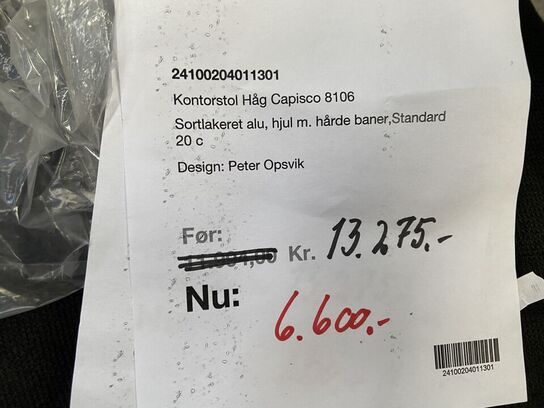 24100204011301
Kontorstol Håg Capisco 8106
Sortlakeret alu, hjul m. hårde baner,Standard
20 c
Design: Peter Opsvik
Før:
Kr. 13.275.-
Nu:
6.600.-
24100204011301